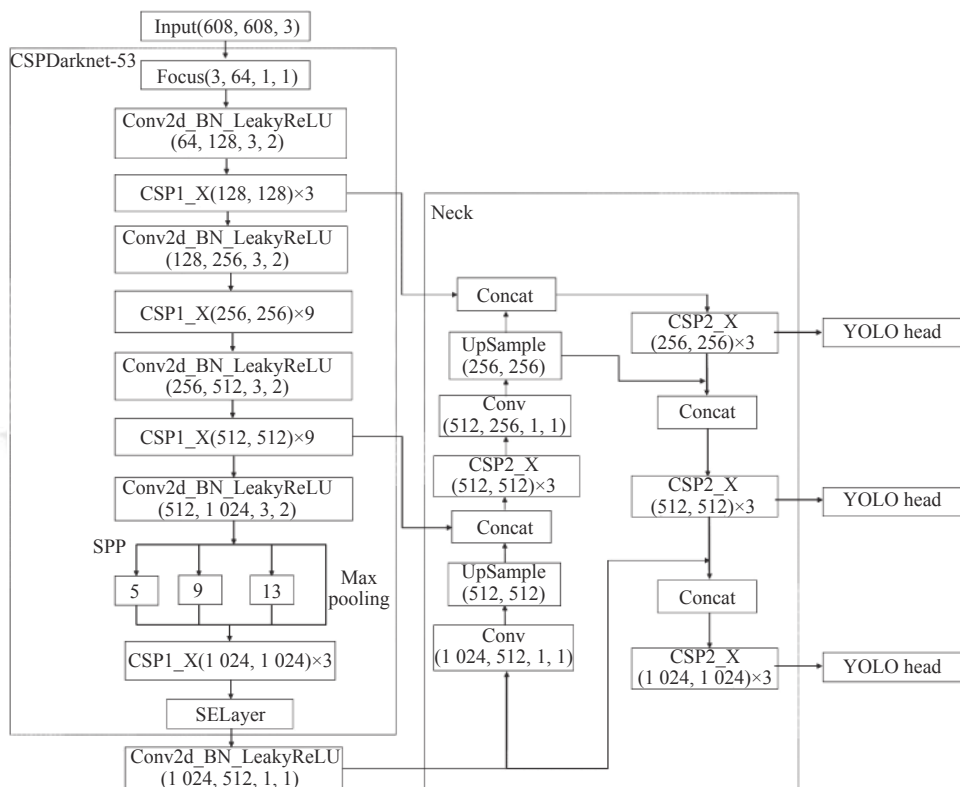 Input(608, 608, 3)
CSPDarknet-53
Focus(3, 64, 1, 1)
Conv2d_BN_LeakyReLU
(64, 128, 3, 2)
CSP1_X(128, 128)×3
Conv2d_BN_LeakyReLU
(128, 256, 3, 2)
CSP1_X(256, 256)×9
Conv2d_BN_LeakyReLU
(256, 512, 3, 2)
CSP1_X(512, 512)×9
Conv2d_BN_LeakyReLU
(512, 1 024, 3, 2)
SPP
5
9
13
Max
pooling
CSP1_X(1 024, 1 024)×3
SELayer
Conv2d_BN_LeakyReLU
(1 024, 512, 1, 1)
Neck
Concat
UpSample
(256, 256)
Conv
(512, 256, 1, 1)
CSP2_X
(512, 512)×3
Concat
UpSample
(512, 512)
Conv
(1 024, 512, 1, 1)
CSP2_X
(256, 256)×3
Concat
CSP2_X
(512, 512)×3
Concat
CSP2_X
(1 024, 1 024)×3
YOLO head
YOLO head
YOLO head